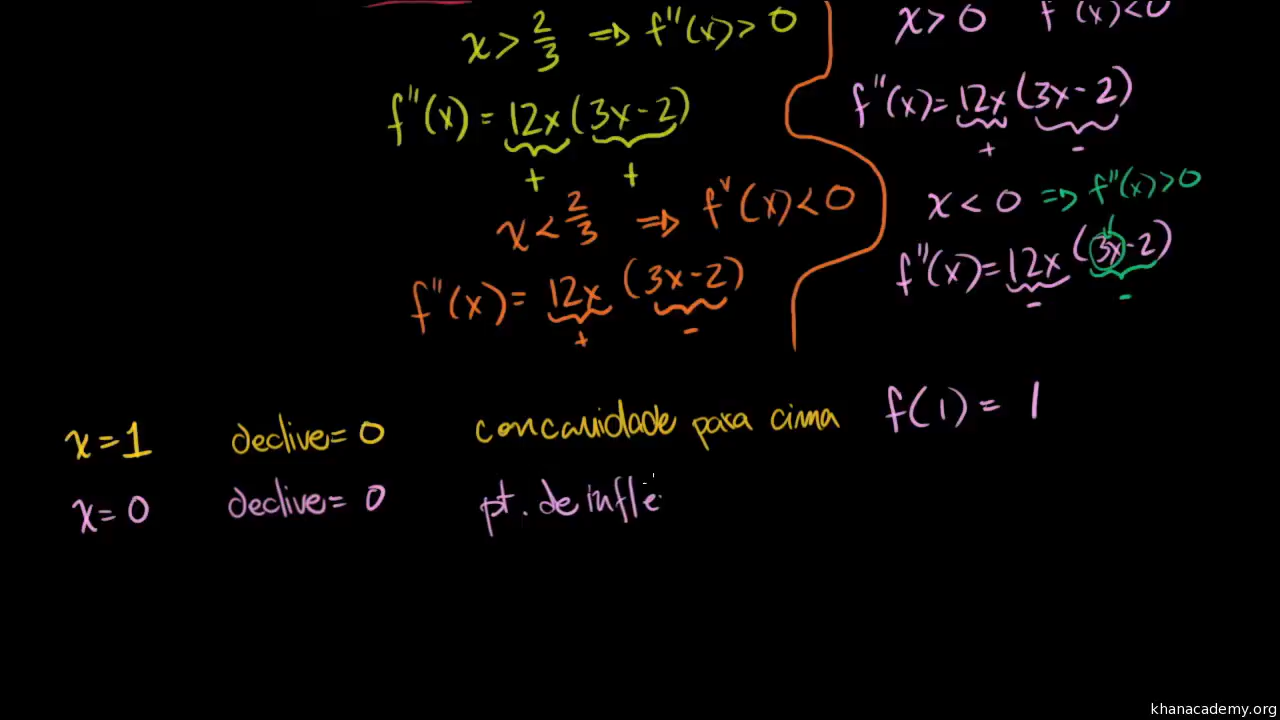 x > 2/3 ⇒ f''(x) > 0
f''(x) = 12x (3x - 2)
+ +
x < 2/3 ⇒ f''(x) < 0
f''(x) = 12x (3x - 2)
+ -
x > 0 f''(x) < 0
f''(x) = 12x (3x - 2)
+ -
x < 0 ⇒ f''(x) > 0
f''(x) = 12x (3x - 2)
- -
x = 1 declive = 0 concavidade para cima f(1) = 1
x = 0 declive = 0 pt. de infle
khanacademy.org